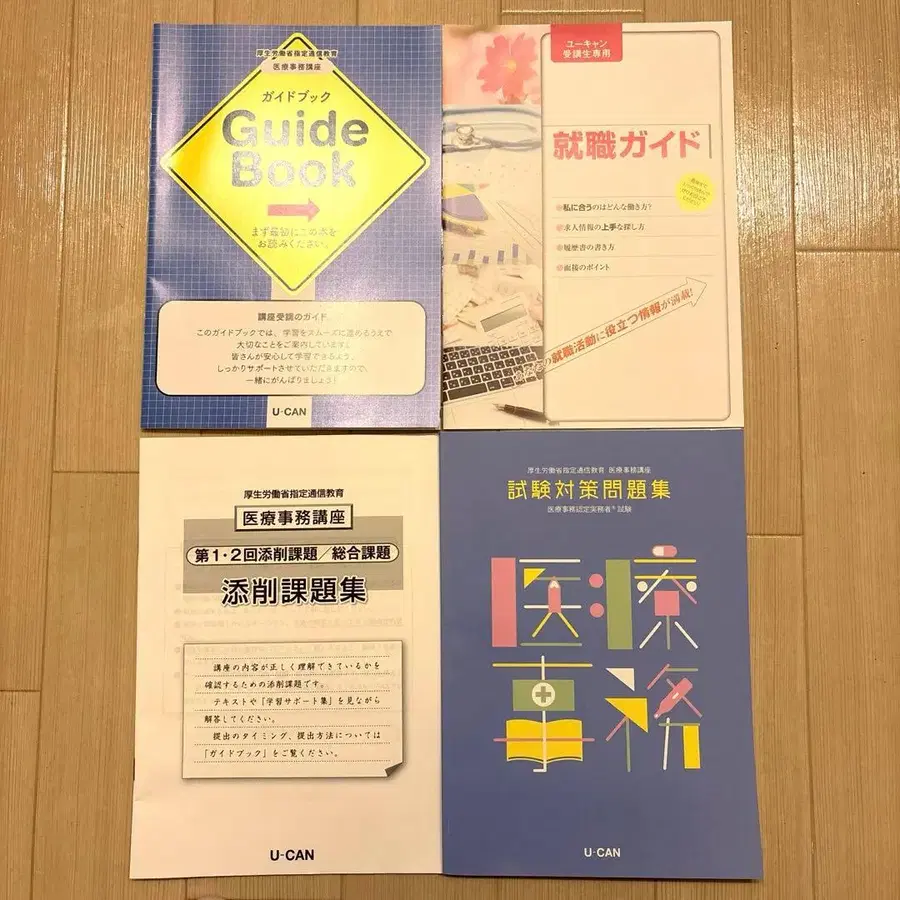 厚生労働省指定通信教育
医療事務講座
ガイドブック
Guide
Book
まず最初にこの本を
お読みください。
講座受講のガイド
このガイドブックでは、学習をスムーズに進めるうえで
大切なことをご案内しています。
皆さんが安心して学習できるよう、
しっかりサポートさせていただきますので、
一緒にがんばりましょう!
U-CAN
ユーキャン
受講生専用
就職ガイド
●私に合うのはどんな働き方?
●求人情報の上手な探し方
●履歴書の書き方
●面接のポイント
の就職活動に役立つ情報が満載!
厚生労働省指定通信教育
医療事務講座
第1・2回添削課題/総合課題
添削課題集
講座の内容が正しく理解できているかを
確認するための添削課題です。
テキストや「学習サポート集」を見ながら
解答してください。
提出のタイミング、提出方法については
「ガイドブック」をご覧ください。
U-CAN
厚生労働省指定通信教育 医療事務講座
試験対策問題集
医療事務認定実務者®試験
医療
事務
U-CAN